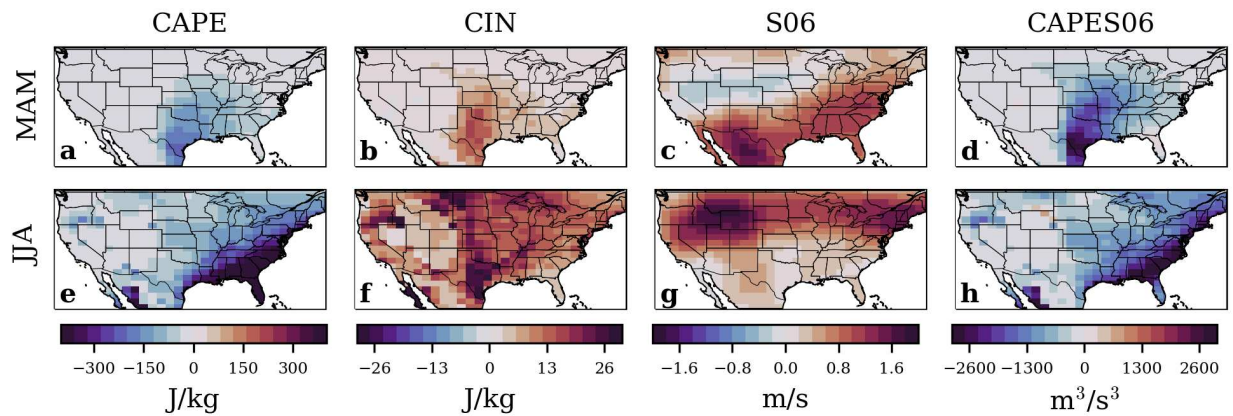 CAPE CIN S06 CAPES06
MAM
a b c d
JJA
e f g h
−300 −150 0 150 300 −26 −13 0 13 26 −1.6 −0.8 0.0 0.8 1.6 −2600 −1300 0 1300 2600
J/kg J/kg m/s m³/s³